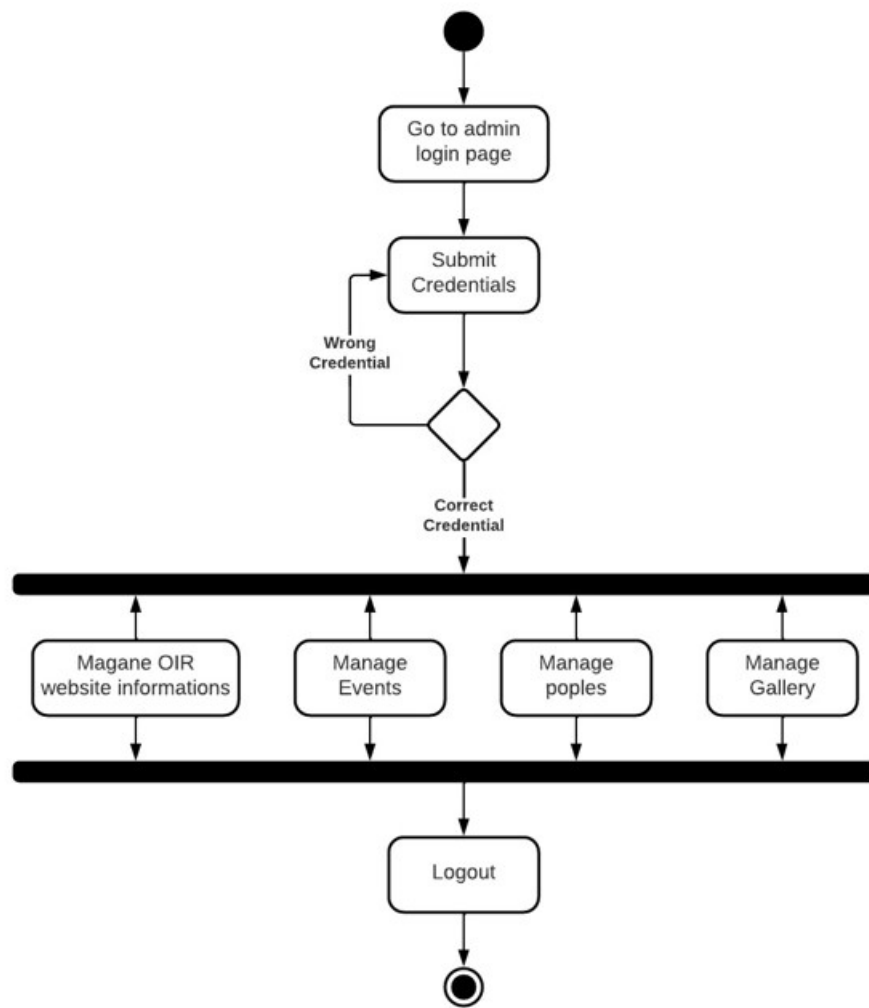 Go to admin
login page
Submit
Credentials
Wrong
Credential
Correct
Credential
Magane OIR
website informations
Manage
Events
Manage
poples
Manage
Gallery
Logout